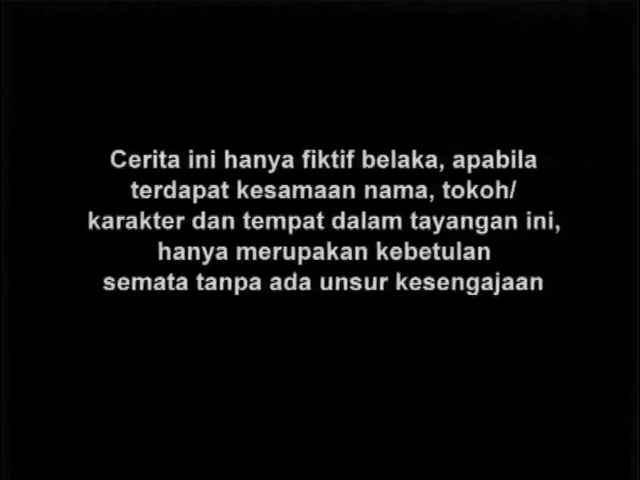 Cerita ini hanya fiktif belaka, apabila
terdapat kesamaan nama, tokoh/
karakter dan tempat dalam tayangan ini,
hanya merupakan kebetulan
semata tanpa ada unsur kesengajaan